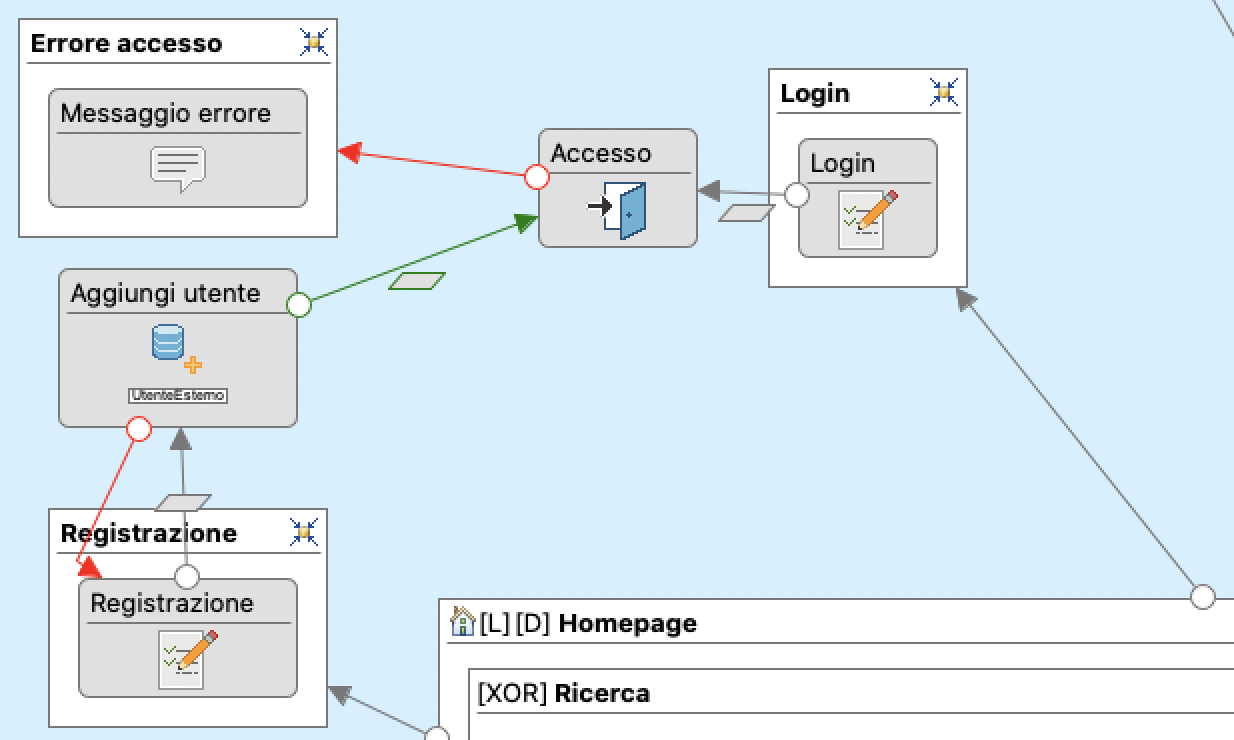 Errore accesso
Messaggio errore
Accesso
Login
Login
Aggiungi utente
UtenteEsterno
Registrazione
Registrazione
[L] [D] Homepage
[XOR] Ricerca